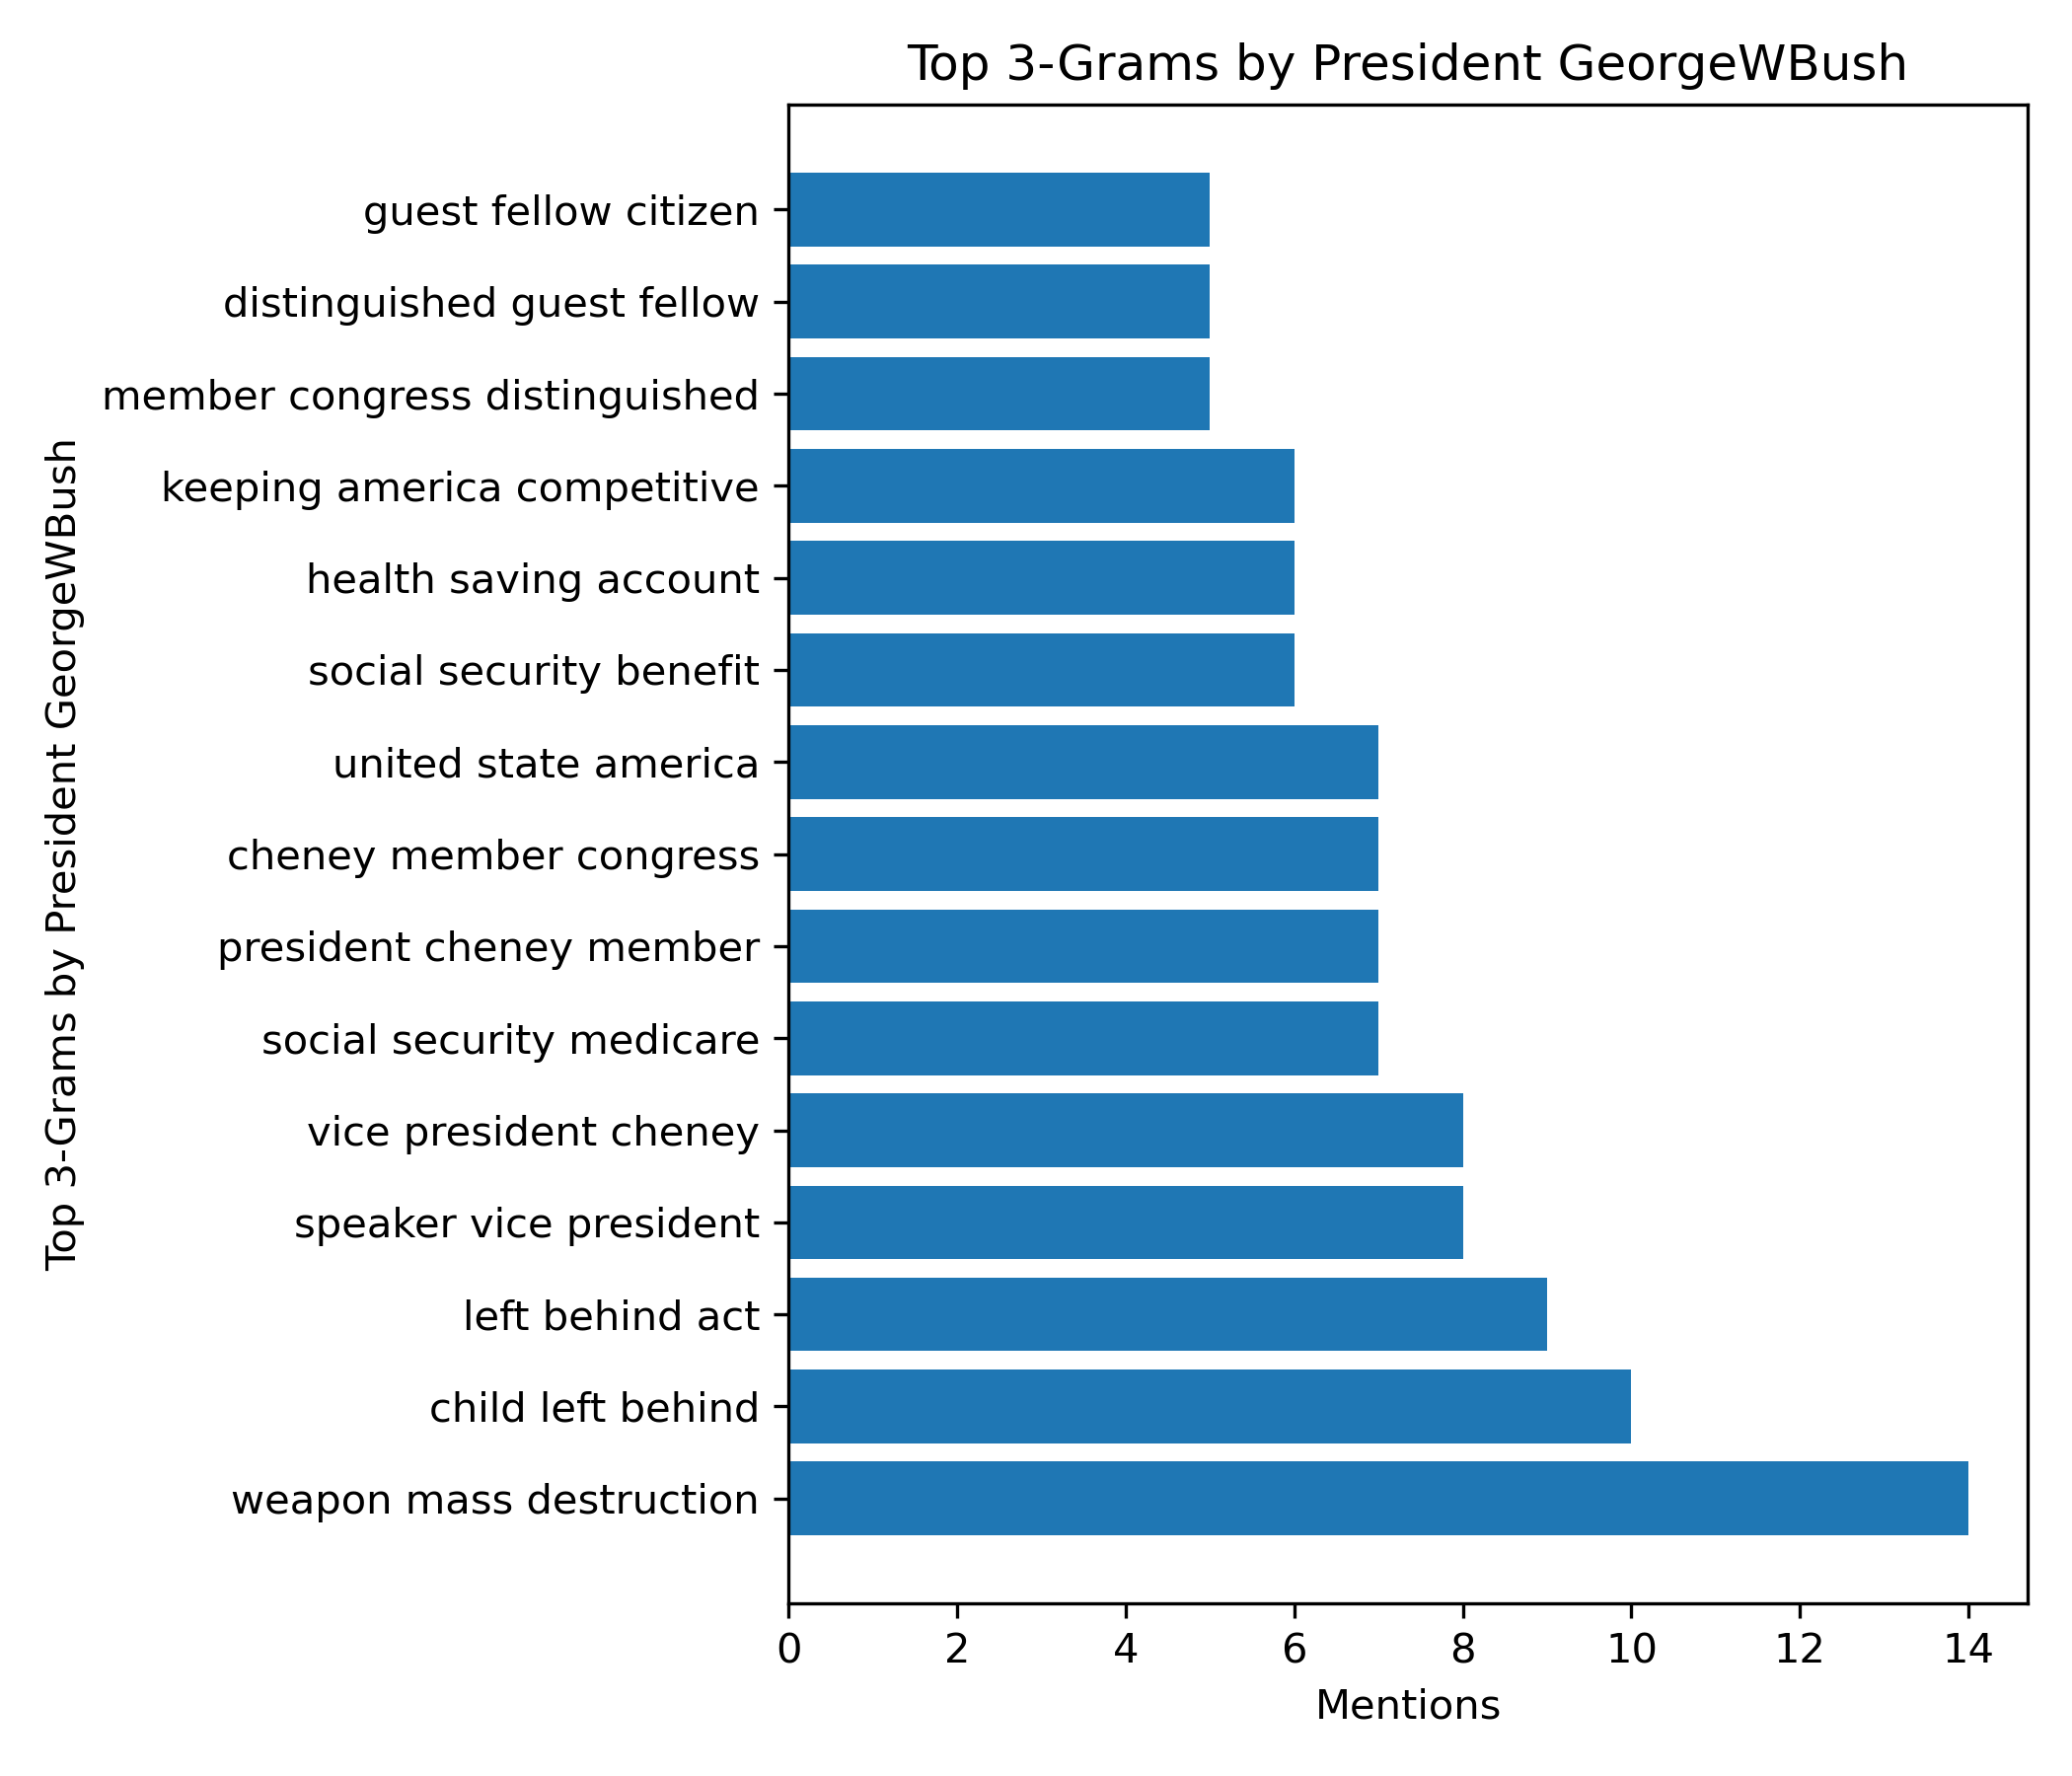 Top 3-Grams by President GeorgeWBush
Top 3-Grams by President GeorgeWBush
guest fellow citizen
distinguished guest fellow
member congress distinguished
keeping america competitive
health saving account
social security benefit
united state america
cheney member congress
president cheney member
social security medicare
vice president cheney
speaker vice president
left behind act
child left behind
weapon mass destruction
0 2 4 6 8 10 12 14
Mentions